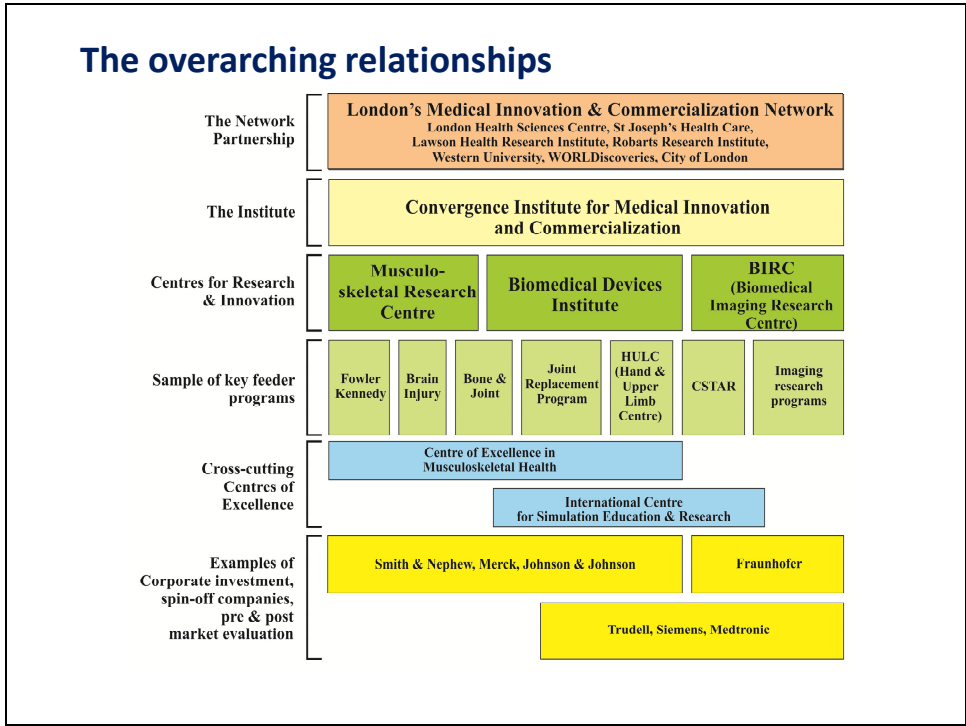 The overarching relationships
The Network
Partnership
London's Medical Innovation & Commercialization Network
London Health Sciences Centre, St Joseph's Health Care,
Lawson Health Research Institute, Robarts Research Institute,
Western University, WORLDiscoveries, City of London
The Institute
Convergence Institute for Medical Innovation
and Commercialization
Centres for Research
& Innovation
Musculo-
skeletal Research
Centre
Biomedical Devices
Institute
BIRC
(Biomedical
Imaging Research
Centre)
Sample of key feeder
programs
Fowler
Kennedy
Brain
Injury
Bone &
Joint
Joint
Replacement
Program
HULC
(Hand &
Upper
Limb
Centre)
CSTAR
Imaging
research
programs
Cross-cutting
Centres of
Excellence
Centre of Excellence in
Musculoskeletal Health
International Centre
for Simulation Education & Research
Examples of
Corporate investment,
spin-off companies,
pre & post
market evaluation
Smith & Nephew, Merck, Johnson & Johnson
Fraunhofer
Trudell, Siemens, Medtronic